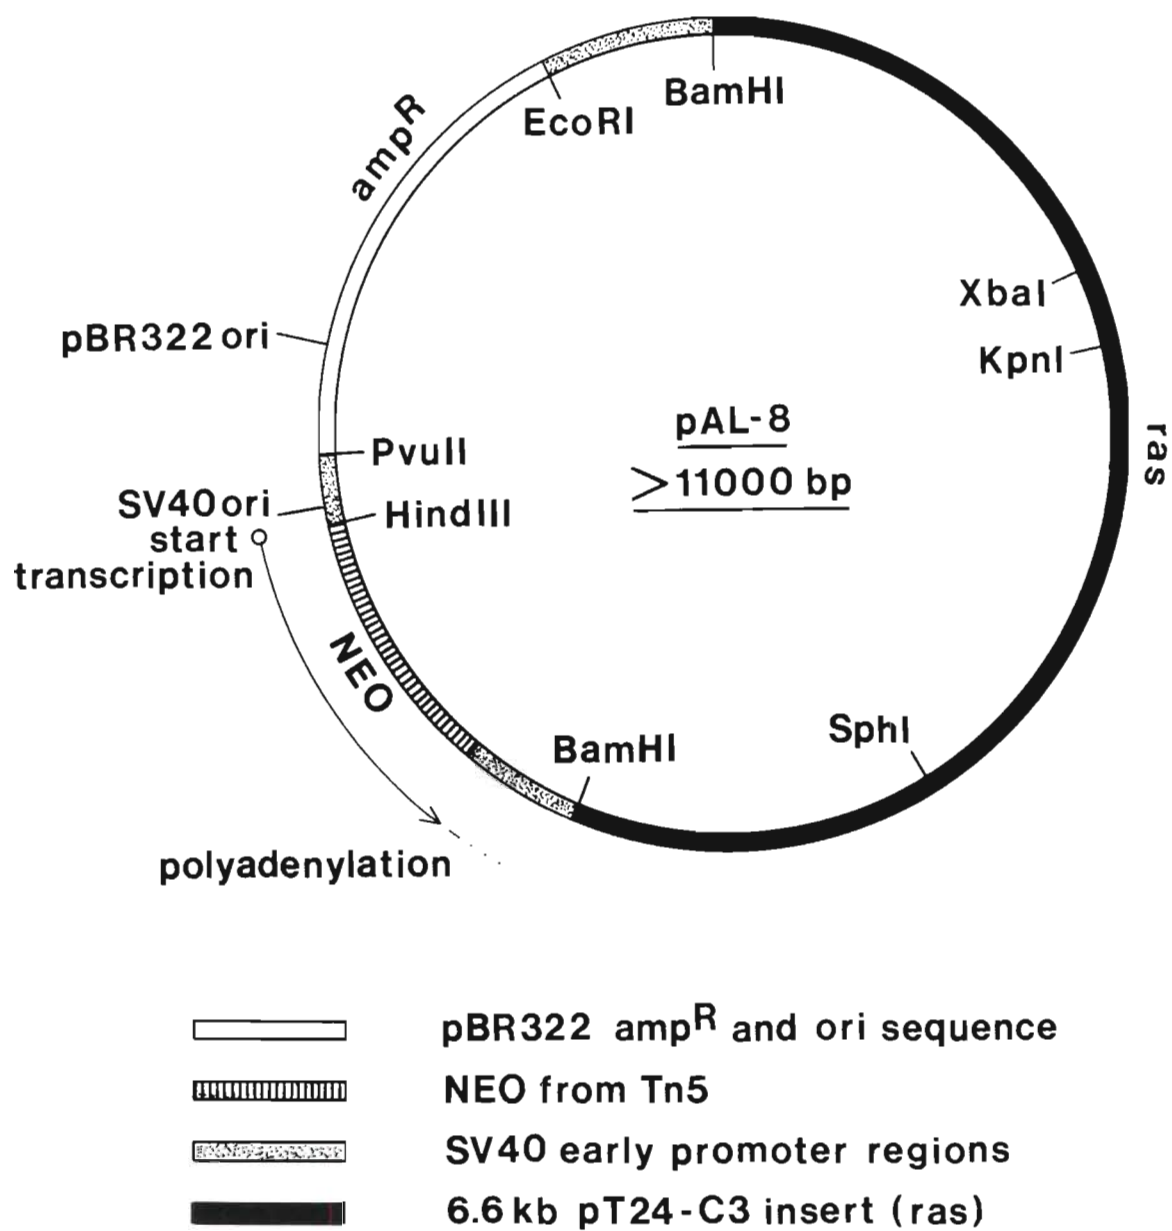 BamHI
EcoRI
ampR
XbaI
pBR322 ori
KpnI
pAL-8
>11000 bp
ras
PvuII
SV40 ori
HindIII
start
transcription
NEO
SphI
BamHI
polyadenylation
pBR322 ampR and ori sequence
NEO from Tn5
SV40 early promoter regions
6.6 kb pT24-C3 insert (ras)